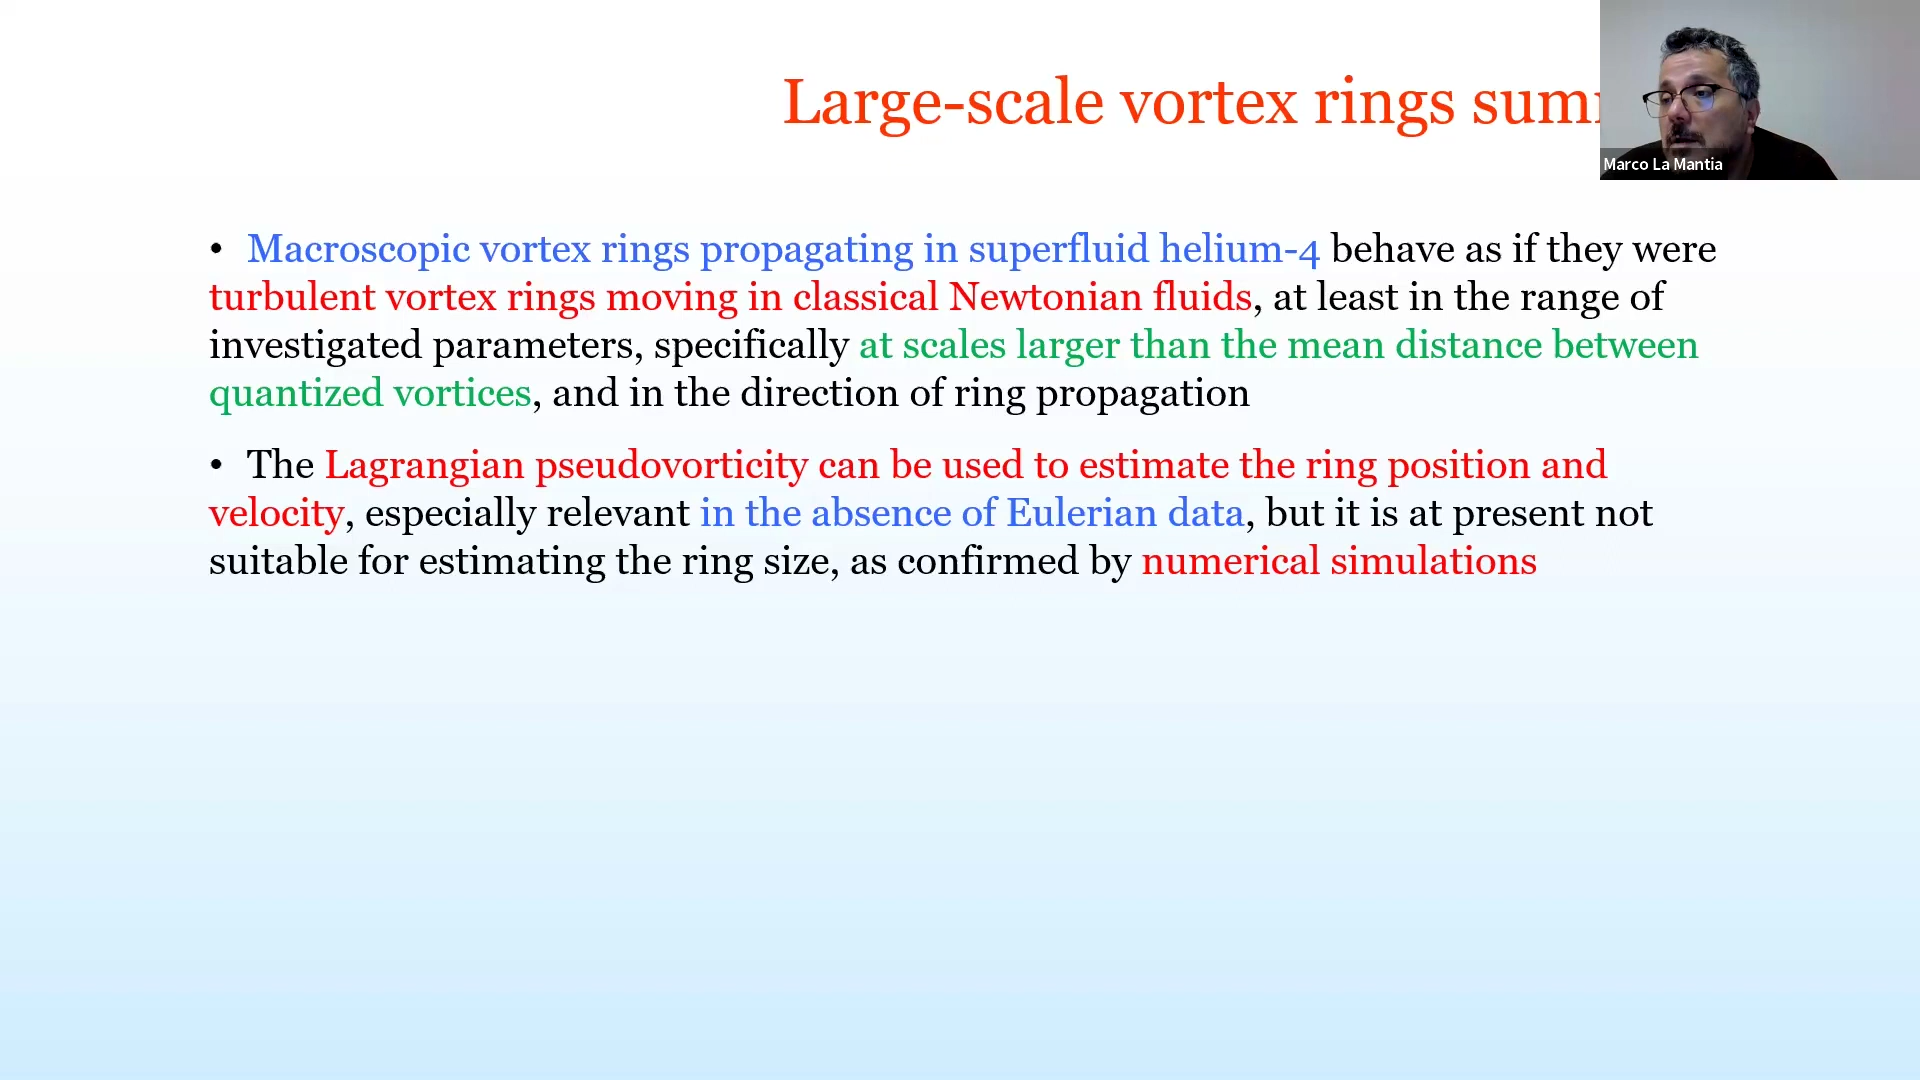 Large-scale vortex rings
Marco La Mantia
• Macroscopic vortex rings propagating in superfluid helium-4 behave as if they were
turbulent vortex rings moving in classical Newtonian fluids, at least in the range of
investigated parameters, specifically at scales larger than the mean distance between
quantized vortices, and in the direction of ring propagation
• The Lagrangian pseudovorticity can be used to estimate the ring position and
velocity, especially relevant in the absence of Eulerian data, but it is at present not
suitable for estimating the ring size, as confirmed by numerical simulations